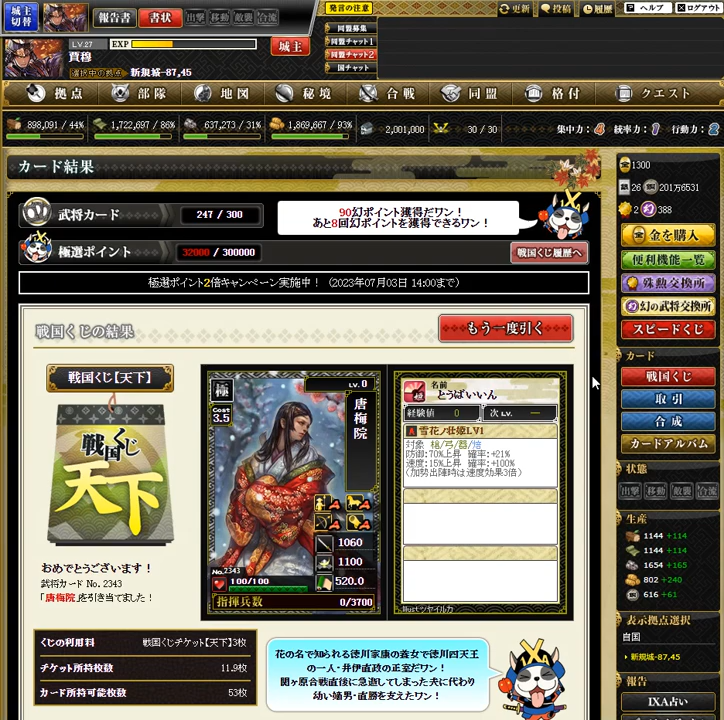 城主
切替
報告書
書状
出撃
移動
敵襲
合流
発言の注意
更新
投稿
履歴
ヘルプ
ログアウト
LV.27
EXP
賈穆
城主
選択中の拠点
新規城-87,45
同盟募集
同盟チャット1
同盟チャット2
国チャット
拠点
部隊
地図
秘境
合戦
同盟
格付
クエスト
898,091 / 44%
1,722,697 / 86%
637,273 / 31%
1,869,667 / 93%
2,001,000
30 / 30
集中力:4
統率力:1
行動力:2
カード結果
武将カード
247 / 300
90幻ポイント獲得だワン！
あと8回幻ポイントを獲得できるワン！
極選ポイント
32000 / 300000
戦国くじ履歴へ
極選ポイント2倍キャンペーン実施中！（2023年07月03日 14:00まで）
戦国くじの結果
もう一度引く
戦国くじ【天下】
戦国くじ
天下
おめでとうございます！
武将カード No. 2343
「唐梅院」を引き当てました！
極
LV. 0
Cost
3.5
唐梅院
A
A
A
A
1060
1100
520.0
No.2343
100/100
指揮兵数
0/3700
極
名前
とうばいいん
経験値
0
次 LV.
―
A
雪花ノ壮姫LV1
対象 槍/弓/馬/焙
防御:70%上昇 確率:+21%
速度:15%上昇 確率:+100%
(加勢出陣時は速度効果3倍)
Illust:ツヤイルカ
くじの利用料
戦国くじチケット【天下】3枚
チケット所持枚数
11.9枚
カード所持可能枚数
53枚
花の名で知られる徳川家康の養女で徳川四天王
の一人・井伊直政の正室だワン！
関ヶ原合戦直後に急逝してしまった夫に代わり
幼い嫡男・直勝を支えたワン！
1300
26
201万6531
2
幻
388
金を購入
便利機能一覧
殊勲交換所
幻の武将交換所
スピードくじ
カード
戦国くじ
取引
合成
カードアルバム
状態
出撃
移動
敵襲
合流
生産
1144 +114
1144 +114
1654 +165
802 +240
616 +61
表示拠点選択
自国
新規城-87,45
報告
IXA占い